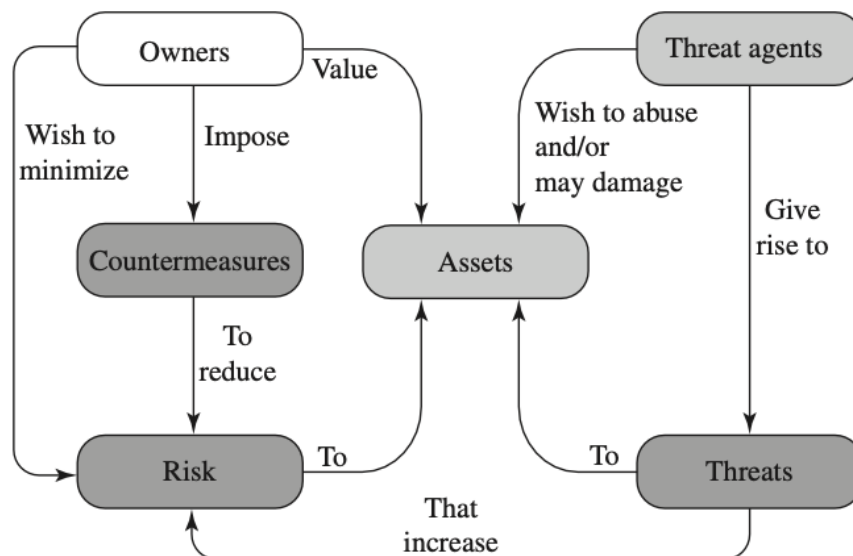 Owners
Threat agents
Value
Wish to
minimize
Impose
Wish to abuse
and/or
may damage
Give
rise to
Countermeasures
Assets
To
reduce
Risk
To
To
Threats
That
increase